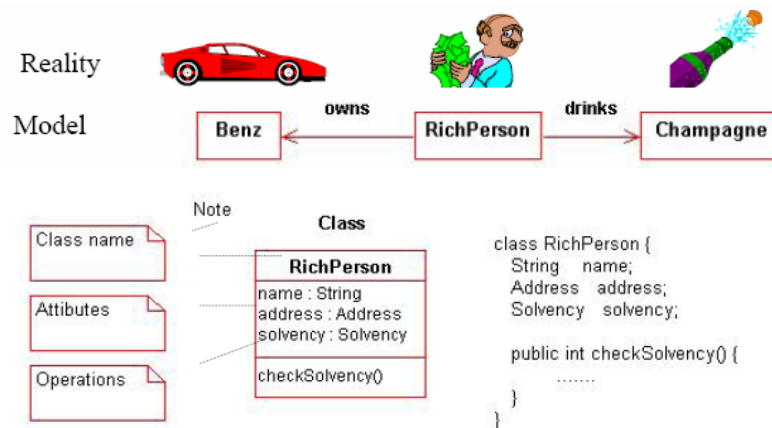 Reality
Model
owns
drinks
Benz
RichPerson
Champagne
Note
Class
Class name
Attibutes
Operations
RichPerson
name : String
address : Address
solvency : Solvency
checkSolvency()
class RichPerson {
String name;
Address address;
Solvency solvency;
public int checkSolvency() {
.......
}
}